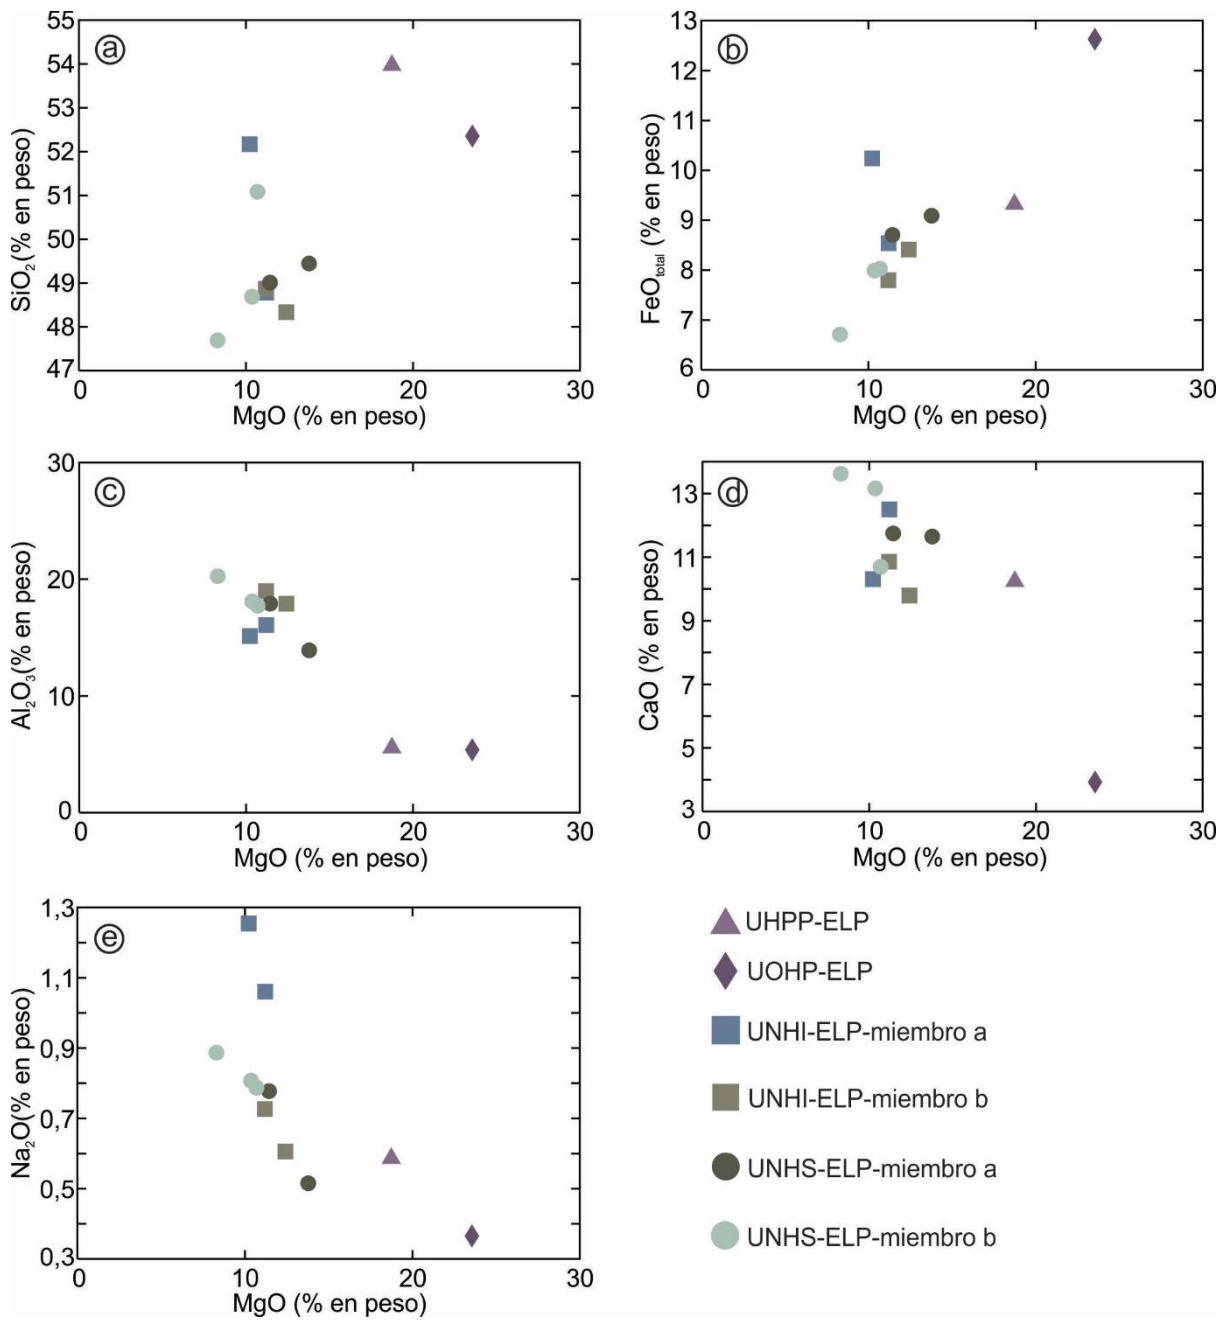 a
SiO₂(% en peso)
55
54
53
52
51
50
49
48
47
0
10
20
30
MgO (% en peso)
b
FeOtotal (% en peso)
13
12
11
10
9
8
7
6
0
10
20
30
MgO (% en peso)
c
Al₂O₃(% en peso)
30
20
10
0
0
10
20
30
MgO (% en peso)
d
CaO (% en peso)
13
11
9
7
5
3
0
10
20
30
MgO (% en peso)
e
Na₂O(% en peso)
1,3
1,1
0,9
0,7
0,5
0,3
0
10
20
30
MgO (% en peso)
UHPP-ELP
UOHP-ELP
UNHI-ELP-miembro a
UNHI-ELP-miembro b
UNHS-ELP-miembro a
UNHS-ELP-miembro b